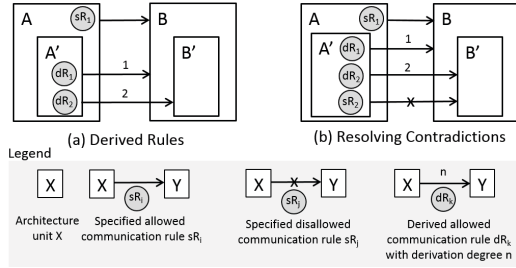 A sR₁ B
A' B'
dR₁ 1
dR₂ 2
(a) Derived Rules
A sR₁ B
A' B'
dR₁ 1
dR₂ 2
sR₂ x
(b) Resolving Contradictions
Legend
X
Architecture
unit X
X Y
sRᵢ
Specified allowed
communication rule sRᵢ
X x Y
sRⱼ
Specified disallowed
communication rule sRⱼ
X n Y
dRₖ
Derived allowed
communication rule dRₖ
with derivation degree n